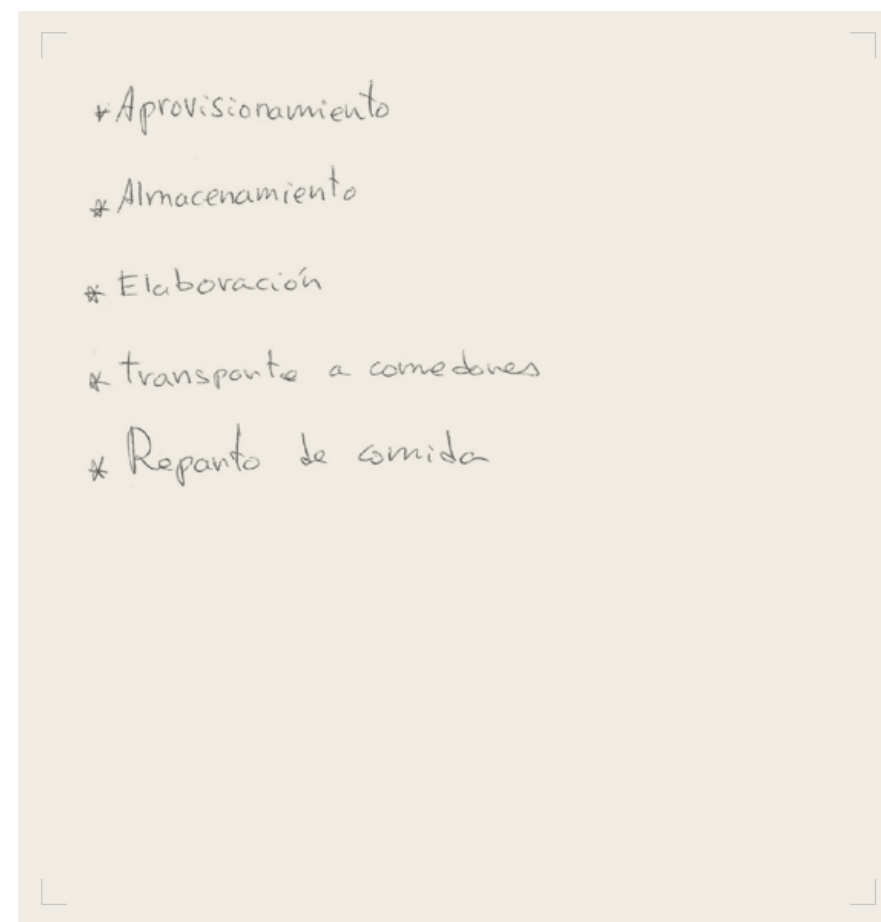 * Aprovisionamiento
* Almacenamiento
* Elaboración
* transporte a comedores
* Reparto de comida